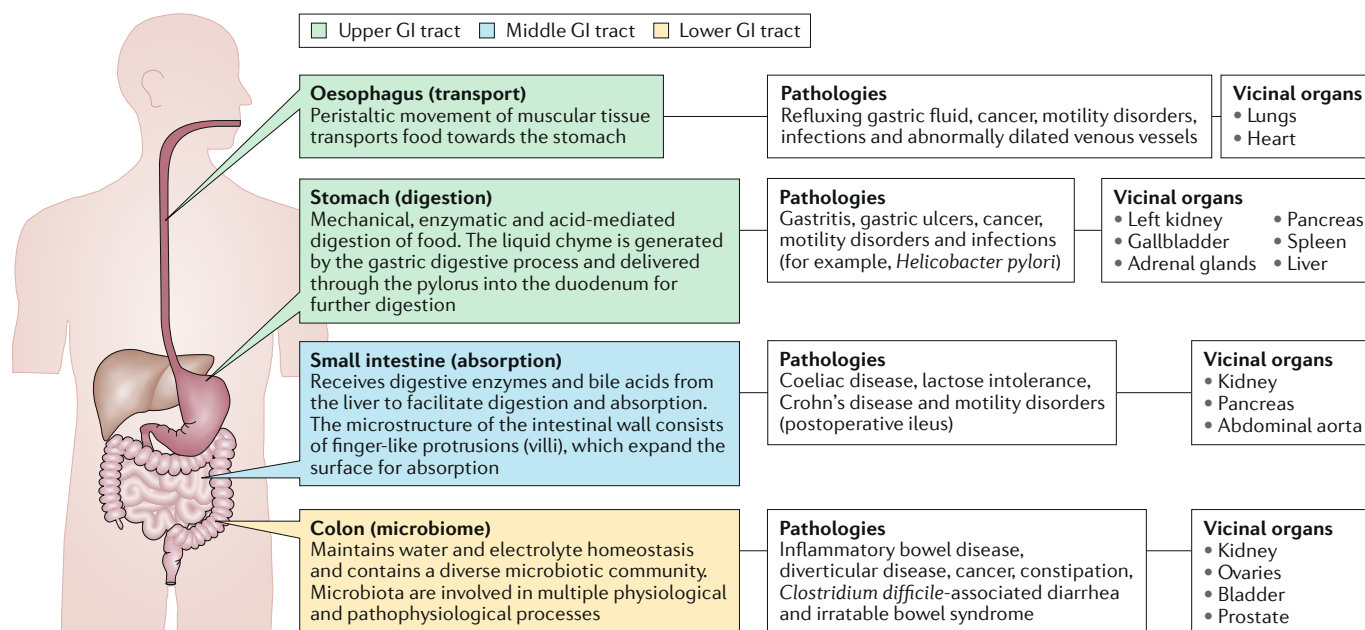 Upper GI tract Middle GI tract Lower GI tract
Oesophagus (transport)
Peristaltic movement of muscular tissue
transports food towards the stomach
Pathologies
Refluxing gastric fluid, cancer, motility disorders,
infections and abnormally dilated venous vessels
Vicinal organs
• Lungs
• Heart
Stomach (digestion)
Mechanical, enzymatic and acid-mediated
digestion of food. The liquid chyme is generated
by the gastric digestive process and delivered
through the pylorus into the duodenum for
further digestion
Pathologies
Gastritis, gastric ulcers, cancer,
motility disorders and infections
(for example, Helicobacter pylori)
Vicinal organs
• Left kidney
• Gallbladder
• Adrenal glands
• Pancreas
• Spleen
• Liver
Small intestine (absorption)
Receives digestive enzymes and bile acids from
the liver to facilitate digestion and absorption.
The microstructure of the intestinal wall consists
of finger-like protrusions (villi), which expand the
surface for absorption
Pathologies
Coeliac disease, lactose intolerance,
Crohn's disease and motility disorders
(postoperative ileus)
Vicinal organs
• Kidney
• Pancreas
• Abdominal aorta
Colon (microbiome)
Maintains water and electrolyte homeostasis
and contains a diverse microbiotic community.
Microbiota are involved in multiple physiological
and pathophysiological processes
Pathologies
Inflammatory bowel disease,
diverticular disease, cancer, constipation,
Clostridium difficile-associated diarrhea
and irratable bowel syndrome
Vicinal organs
• Kidney
• Ovaries
• Bladder
• Prostate